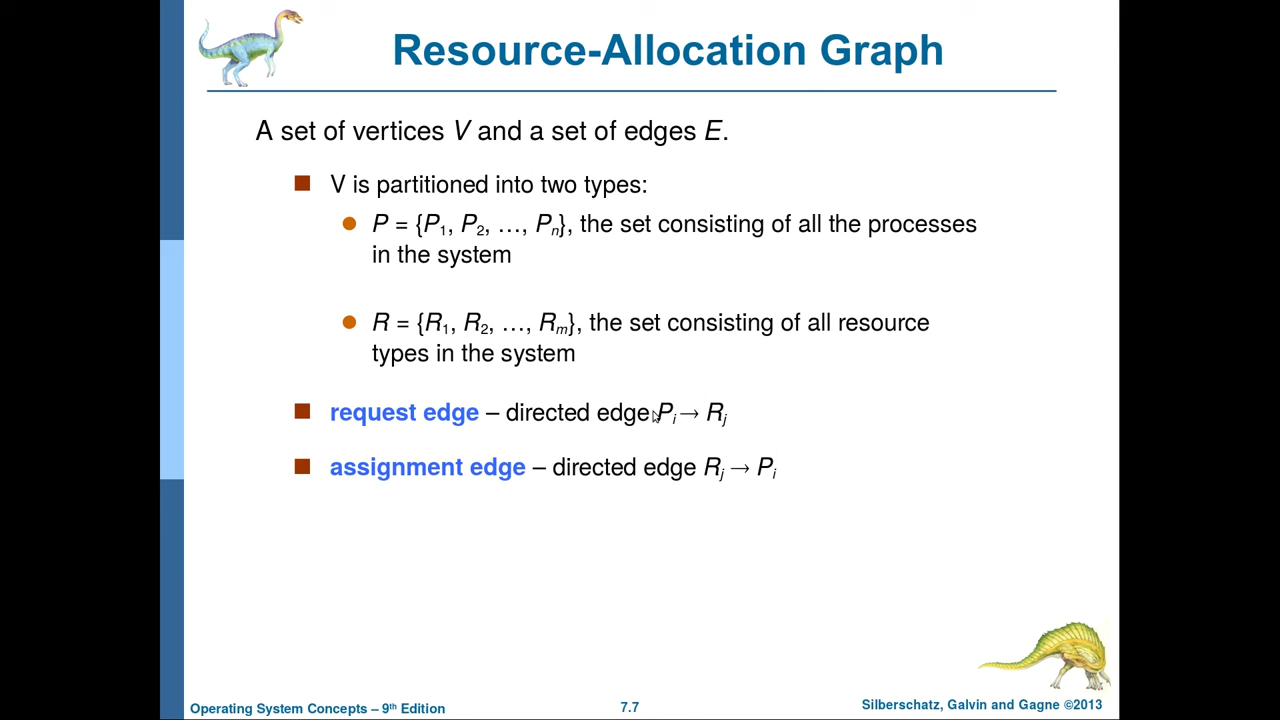 Resource-Allocation Graph
A set of vertices V and a set of edges E.
V is partitioned into two types:
P = {P1, P2, …, Pn}, the set consisting of all the processes
in the system
R = {R1, R2, …, Rm}, the set consisting of all resource
types in the system
request edge – directed edge Pi → Rj
assignment edge – directed edge Rj → Pi
Operating System Concepts – 9th Edition
7.7
Silberschatz, Galvin and Gagne ©2013